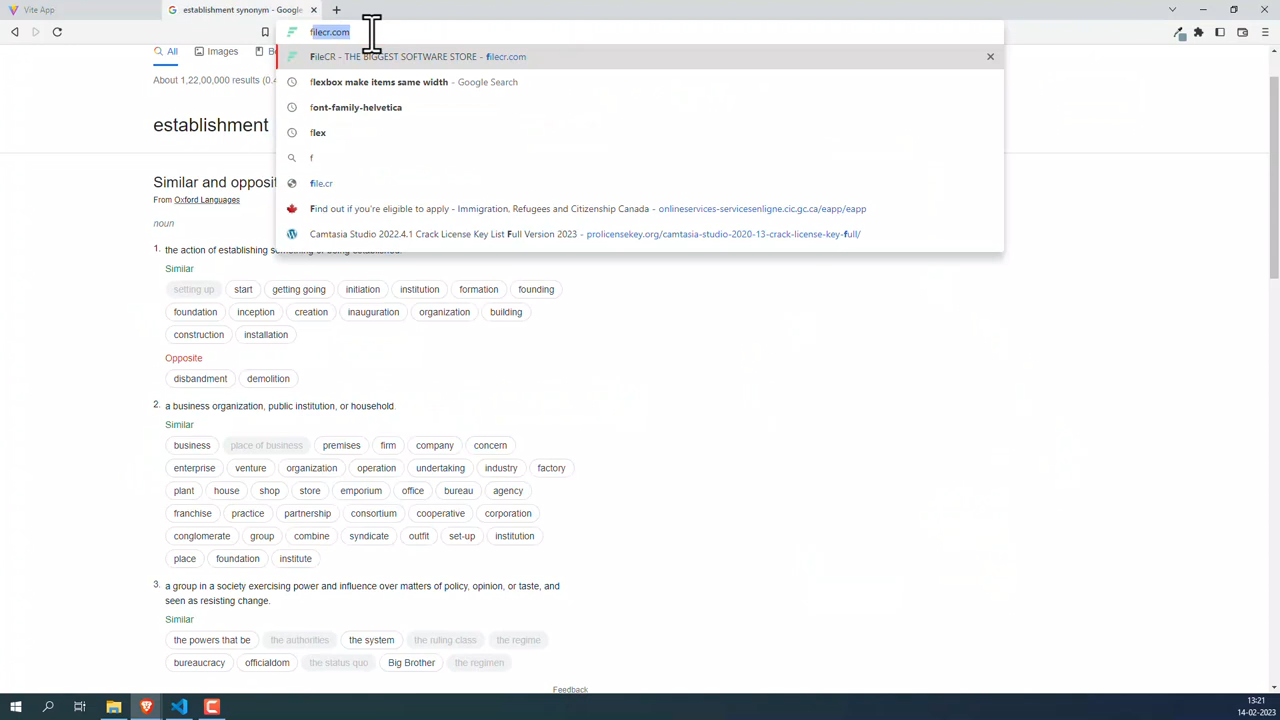 Vite App
establishment synonym - Google
filecr.com
FileCR - THE BIGGEST SOFTWARE STORE - filecr.com
flexbox make items same width - Google Search
font-family-helvetica
flex
f
file.cr
Find out if you're eligible to apply - Immigration, Refugees and Citizenship Canada - onlineservices-servicesenligne.cic.gc.ca/eapp/eapp
Camtasia Studio 2022.4.1 Crack License Key List Full Version 2023 - prolicensekey.org/camtasia-studio-2020-13-crack-license-key-full/
All Images
About 1,22,00,000 results
establishment
Similar and opposit
From Oxford Languages
noun
1. the action of establishing something or being established.
Similar
setting up start getting going initiation institution formation founding
foundation inception creation inauguration organization building
construction installation
Opposite
disbandment demolition
2. a business organization, public institution, or household.
Similar
business place of business premises firm company concern
enterprise venture organization operation undertaking industry factory
plant house shop store emporium office bureau agency
franchise practice partnership consortium cooperative corporation
conglomerate group combine syndicate outfit set-up institution
place foundation institute
3. a group in a society exercising power and influence over matters of policy, opinion, or taste, and
seen as resisting change.
Similar
the powers that be the authorities the system the ruling class the regime
bureaucracy officialdom the status quo Big Brother the regimen
Feedback
13:21
14-02-2023